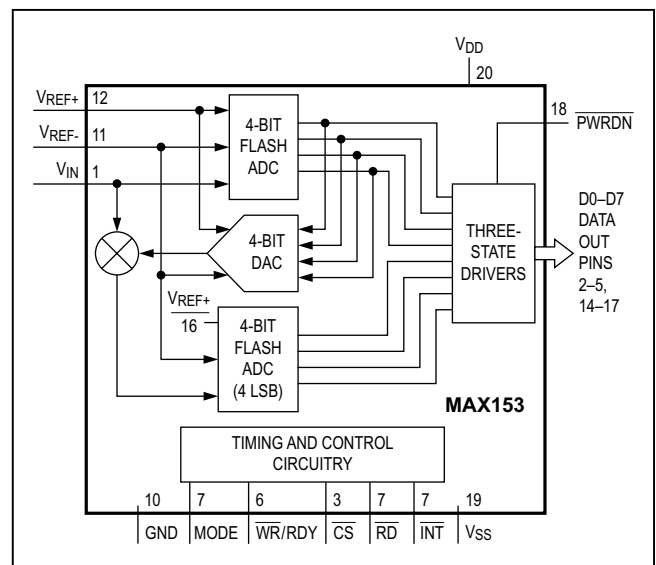 VDD
20
VREF+ 12
VREF- 11
VIN 1
4-BIT
FLASH
ADC
18 PWRDN
4-BIT
DAC
THREE-
STATE
DRIVERS
D0–D7
DATA
OUT
PINS
2–5,
14–17
VREF+
16
4-BIT
FLASH
ADC
(4 LSB)
MAX153
TIMING AND CONTROL
CIRCUITRY
10 7 6 3 7 7 19
GND MODE WR/RDY CS RD INT VSS